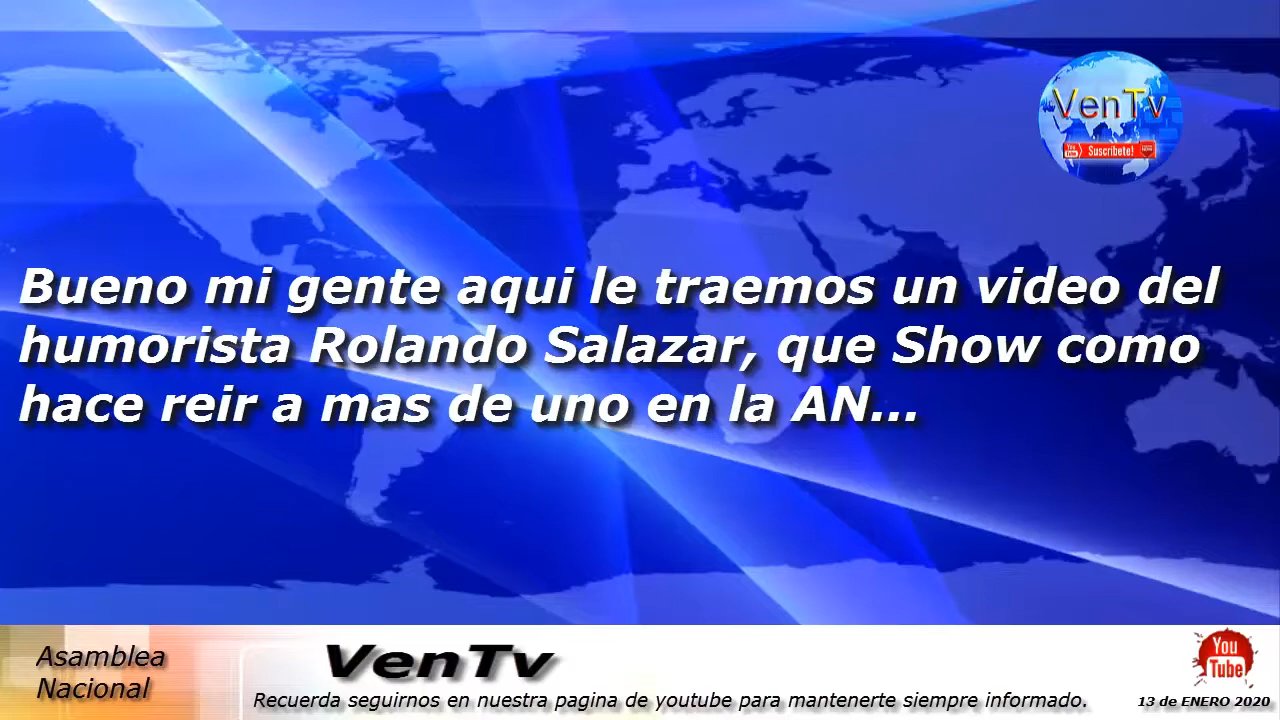 VenTv
You Tube Suscribete!
Bueno mi gente aqui le traemos un video del
humorista Rolando Salazar, que Show como
hace reir a mas de uno en la AN...
Asamblea
Nacional
VenTv
Recuerda seguirnos en nuestra pagina de youtube para mantenerte siempre informado.
You
Tube
13 de ENERO 2020